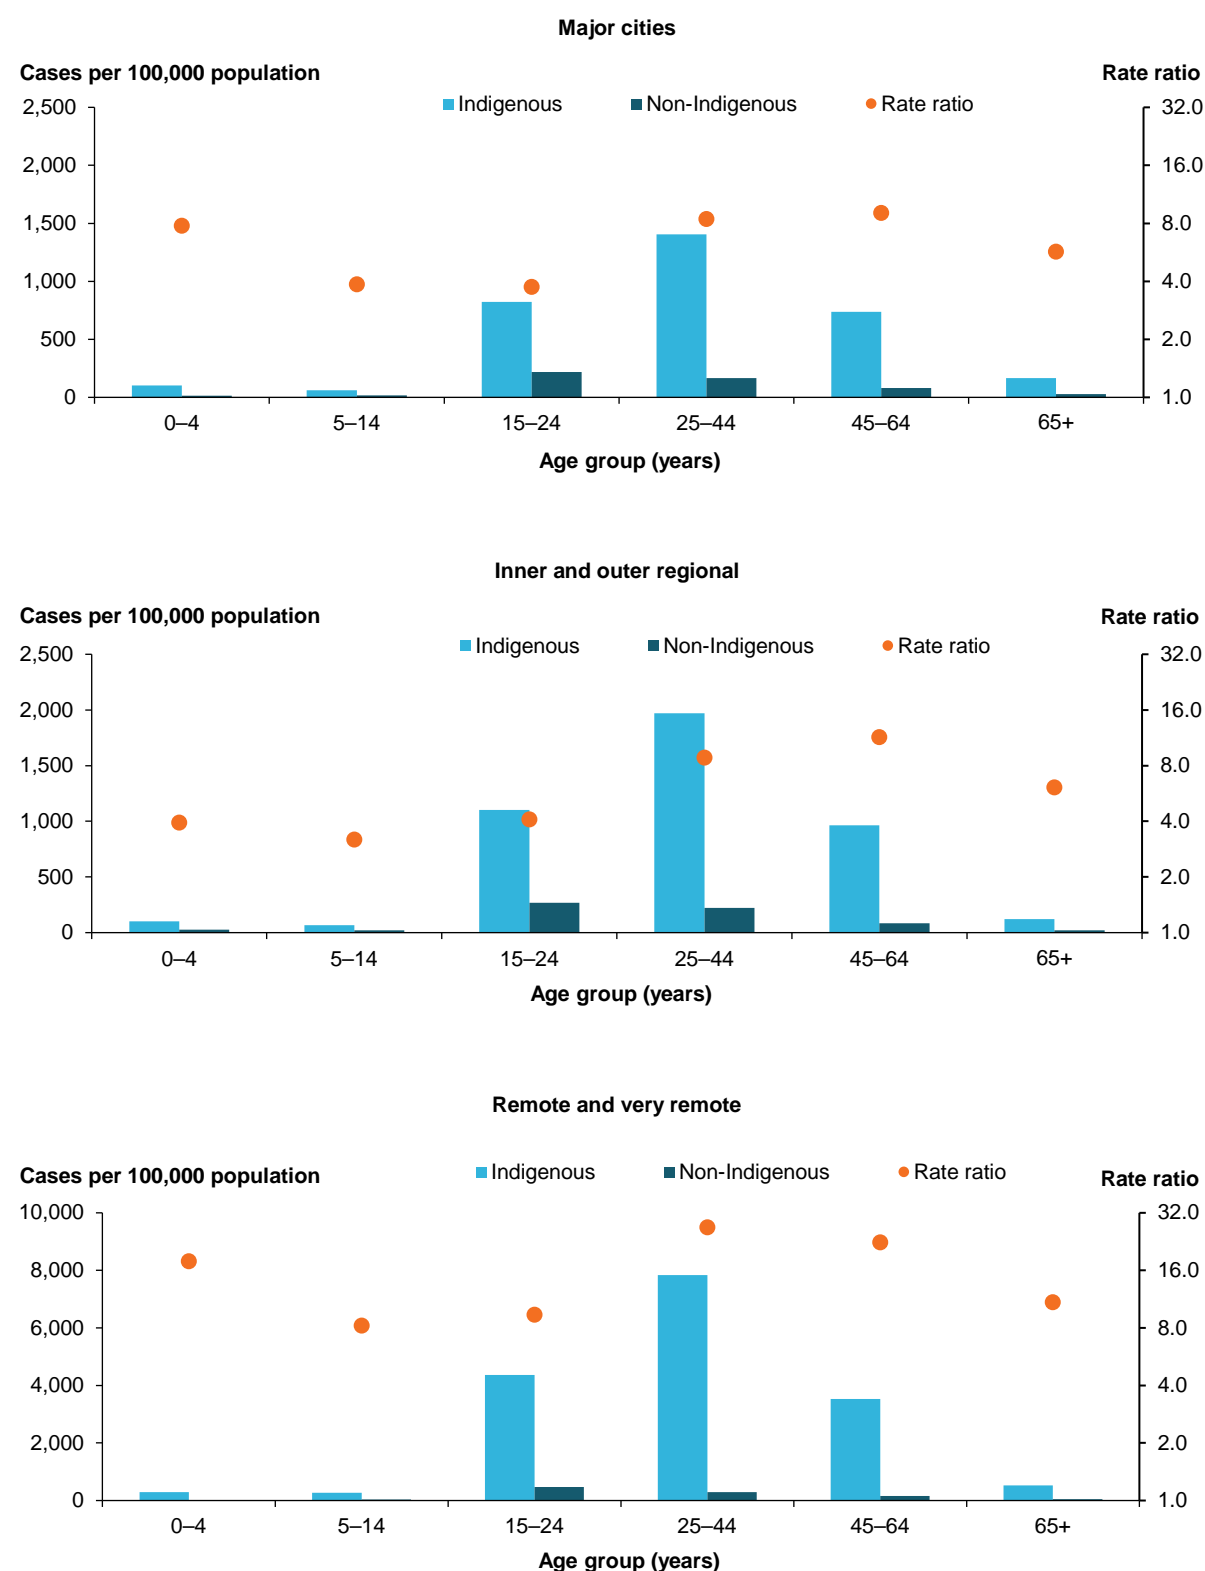 Major cities
Cases per 100,000 population Rate ratio
Indigenous Non-Indigenous Rate ratio
2,500 32.0
2,000 16.0
1,500 8.0
1,000 4.0
500 2.0
0 1.0
0–4 5–14 15–24 25–44 45–64 65+
Age group (years)
Inner and outer regional
Cases per 100,000 population Rate ratio
Indigenous Non-Indigenous Rate ratio
2,500 32.0
2,000 16.0
1,500 8.0
1,000 4.0
500 2.0
0 1.0
0–4 5–14 15–24 25–44 45–64 65+
Age group (years)
Remote and very remote
Cases per 100,000 population Rate ratio
Indigenous Non-Indigenous Rate ratio
10,000 32.0
8,000 16.0
6,000 8.0
4,000 4.0
2,000 2.0
0 1.0
0–4 5–14 15–24 25–44 45–64 65+
Age group (years)